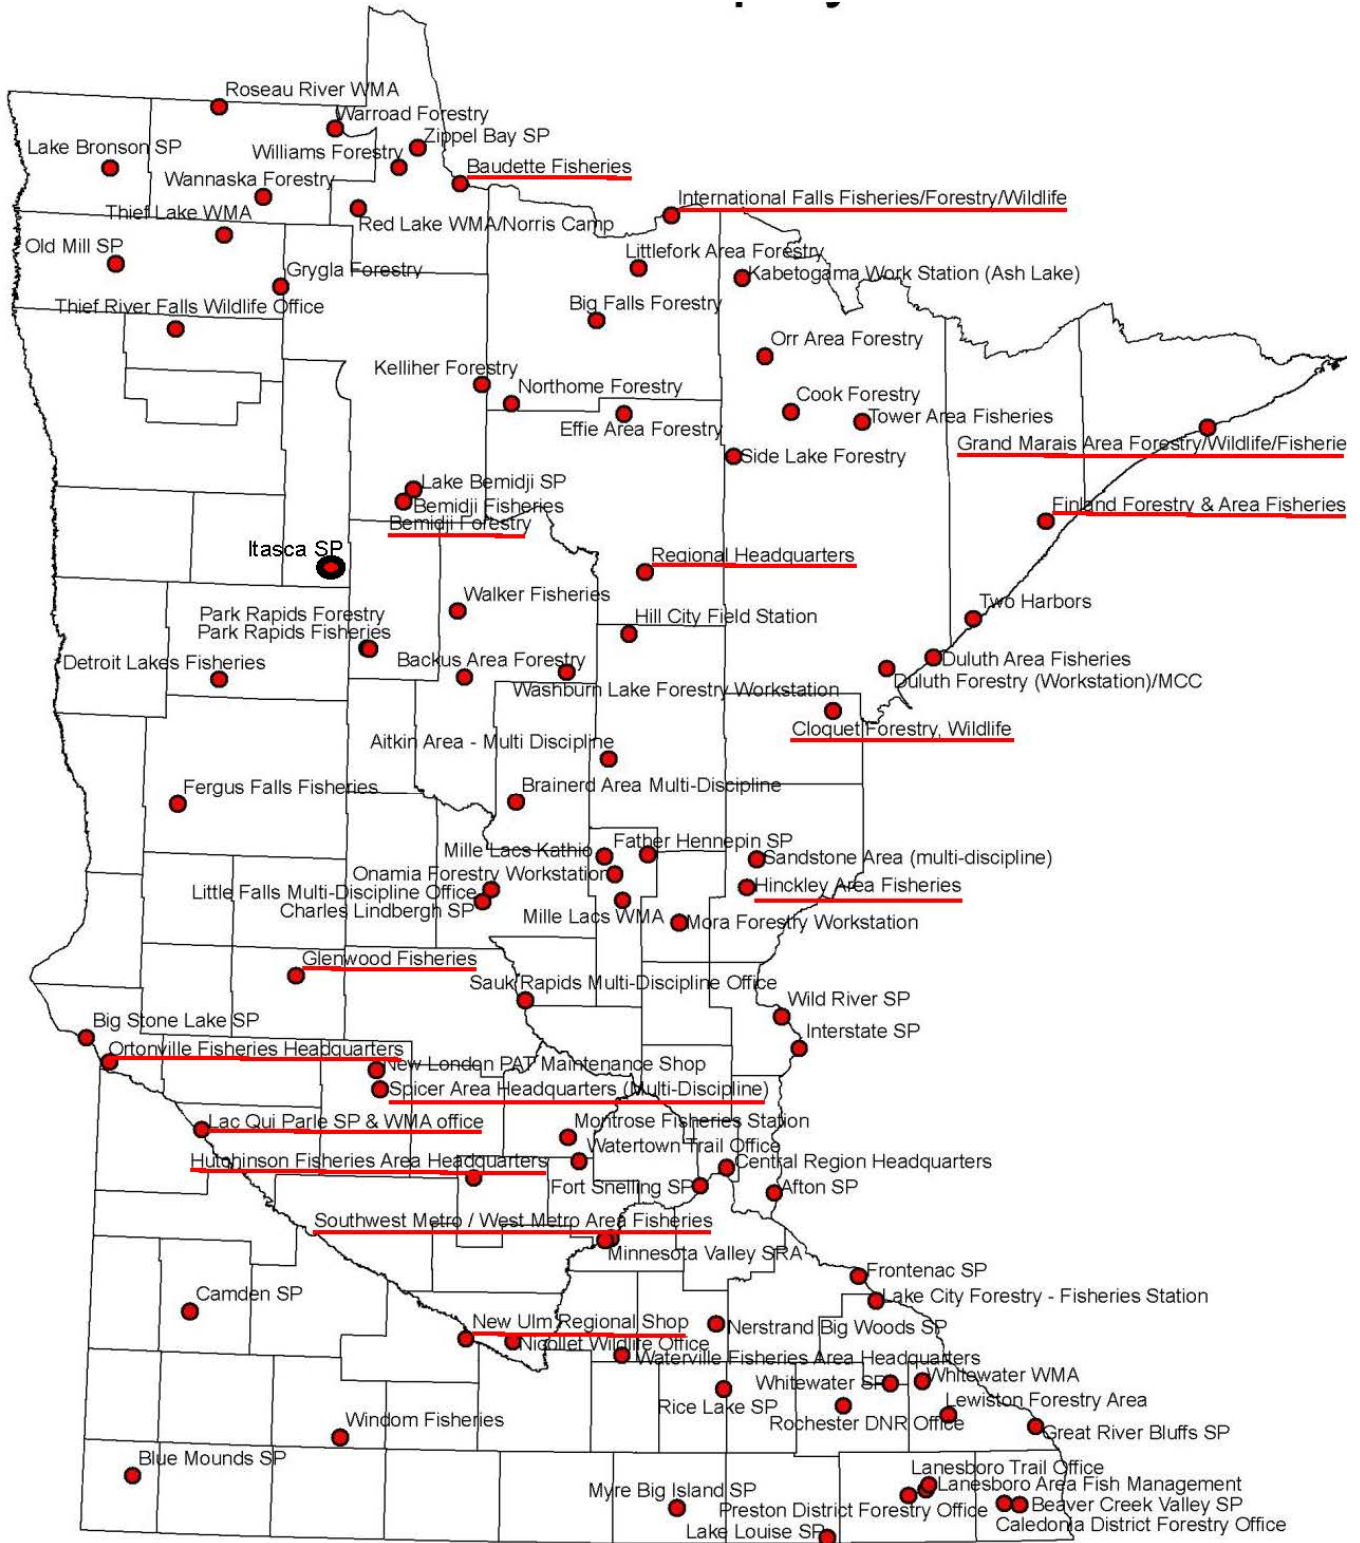 Roseau River WMA
Warroad Forestry
Zippel Bay SP
Lake Bronson SP
Williams Forestry
Baudette Fisheries
Wannaska Forestry
International Falls Fisheries/Forestry/Wildlife
Thief Lake WMA
Red Lake WMA/Norris Camp
Old Mill SP
Littlefork Area Forestry
Grygla Forestry
Kabetogama Work Station (Ash Lake)
Thief River Falls Wildlife Office
Big Falls Forestry
Orr Area Forestry
Kelliher Forestry
Northome Forestry
Cook Forestry
Tower Area Fisheries
Effie Area Forestry
Grand Marais Area Forestry/Wildlife/Fisherie
Side Lake Forestry
Lake Bemidji SP
Bemidji Fisheries
Finland Forestry & Area Fisheries
Bemidji Forestry
Itasca SP
Regional Headquarters
Walker Fisheries
Two Harbors
Park Rapids Forestry
Hill City Field Station
Park Rapids Fisheries
Detroit Lakes Fisheries
Backus Area Forestry
Duluth Area Fisheries
Duluth Forestry (Workstation)/MCC
Washburn Lake Forestry Workstation
Cloquet Forestry, Wildlife
Aitkin Area - Multi Discipline
Fergus Falls Fisheries
Brainerd Area Multi-Discipline
Father Hennepin SP
Mille Lacs Kathio
Sandstone Area (multi-discipline)
Onamia Forestry Workstation
Hinckley Area Fisheries
Little Falls Multi-Discipline Office
Charles Lindbergh SP
Mille Lacs WMA
Mora Forestry Workstation
Glenwood Fisheries
Sauk Rapids Multi-Discipline Office
Wild River SP
Big Stone Lake SP
Interstate SP
Ortonville Fisheries Headquarters
New London PAT Maintenance Shop
Spicer Area Headquarters (Multi-Discipline)
Lac Qui Parle SP & WMA office
Montrose Fisheries Station
Watertown Trail Office
Hutchinson Fisheries Area Headquarters
Central Region Headquarters
Fort Snelling SP
Afton SP
Southwest Metro / West Metro Area Fisheries
Minnesota Valley SRA
Frontenac SP
Camden SP
Lake City Forestry - Fisheries Station
New Ulm Regional Shop
Nerstrand Big Woods SP
Nicollet Wildlife Office
Waterville Fisheries Area Headquarters
Whitewater SP
Whitewater WMA
Rice Lake SP
Lewiston Forestry Area
Windom Fisheries
Rochester DNR Office
Great River Bluffs SP
Blue Mounds SP
Lanesboro Trail Office
Lanesboro Area Fish Management
Myre Big Island SP
Preston District Forestry Office
Beaver Creek Valley SP
Lake Louise SP
Caledonia District Forestry Office